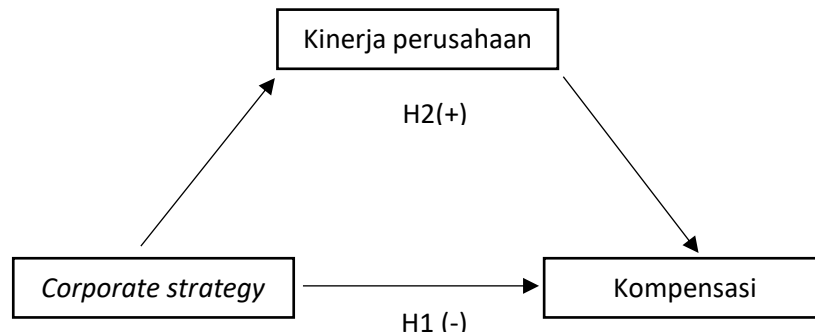 Kinerja perusahaan
H2(+)
Corporate strategy
Kompensasi
H1 (-)